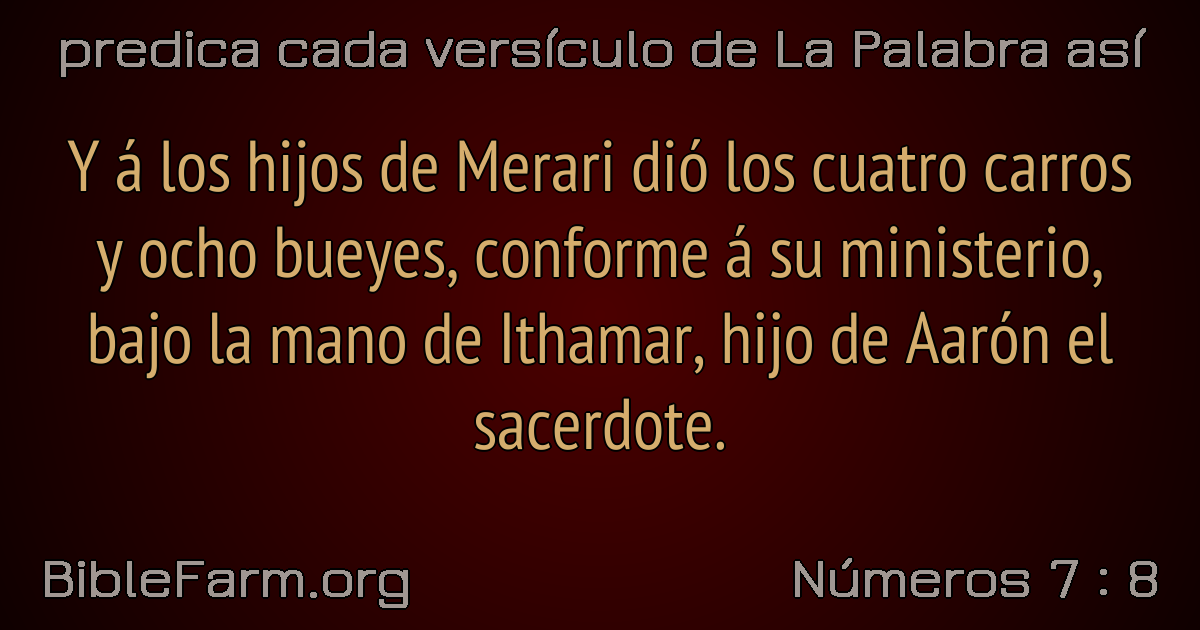 predica cada versículo de La Palabra así
Y á los hijos de Merari dió los cuatro carros
y ocho bueyes, conforme á su ministerio,
bajo la mano de Ithamar, hijo de Aarón el
sacerdote.
BibleFarm.org
Números 7 : 8